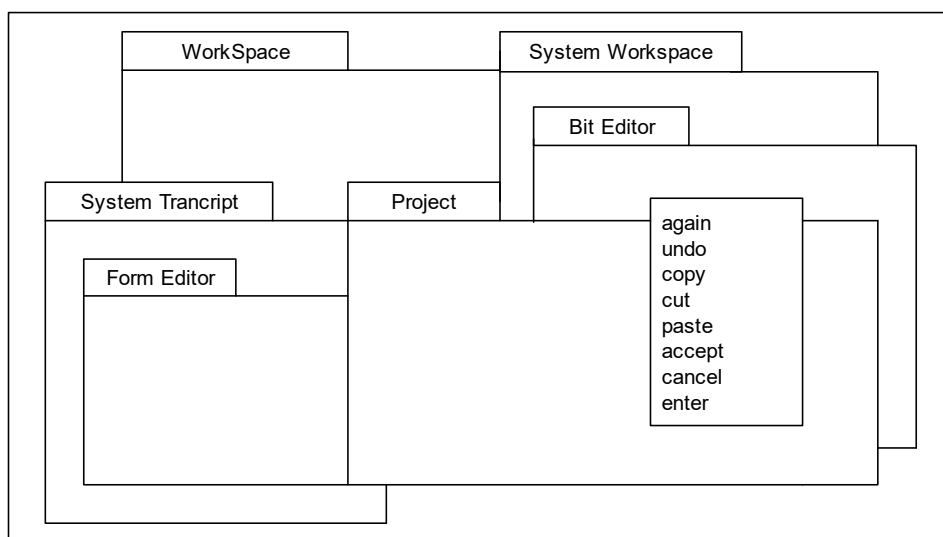 WorkSpace
System Workspace
Bit Editor
System Trancript
Project
again
undo
copy
cut
paste
accept
cancel
enter
Form Editor